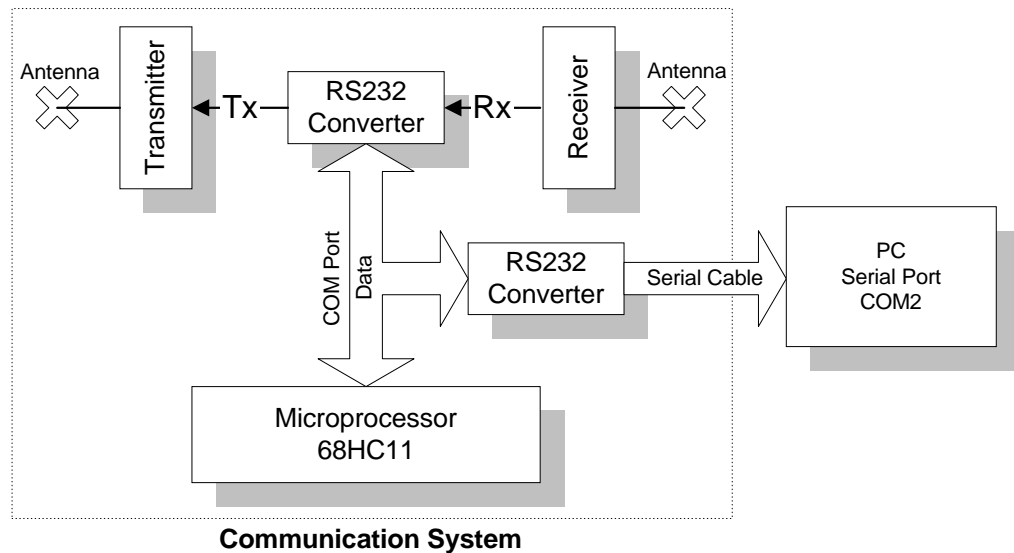 Antenna
Transmitter
Tx
RS232
Converter
Rx
Receiver
Antenna
COM Port
Data
RS232
Converter
Serial Cable
PC
Serial Port
COM2
Microprocessor
68HC11
Communication System